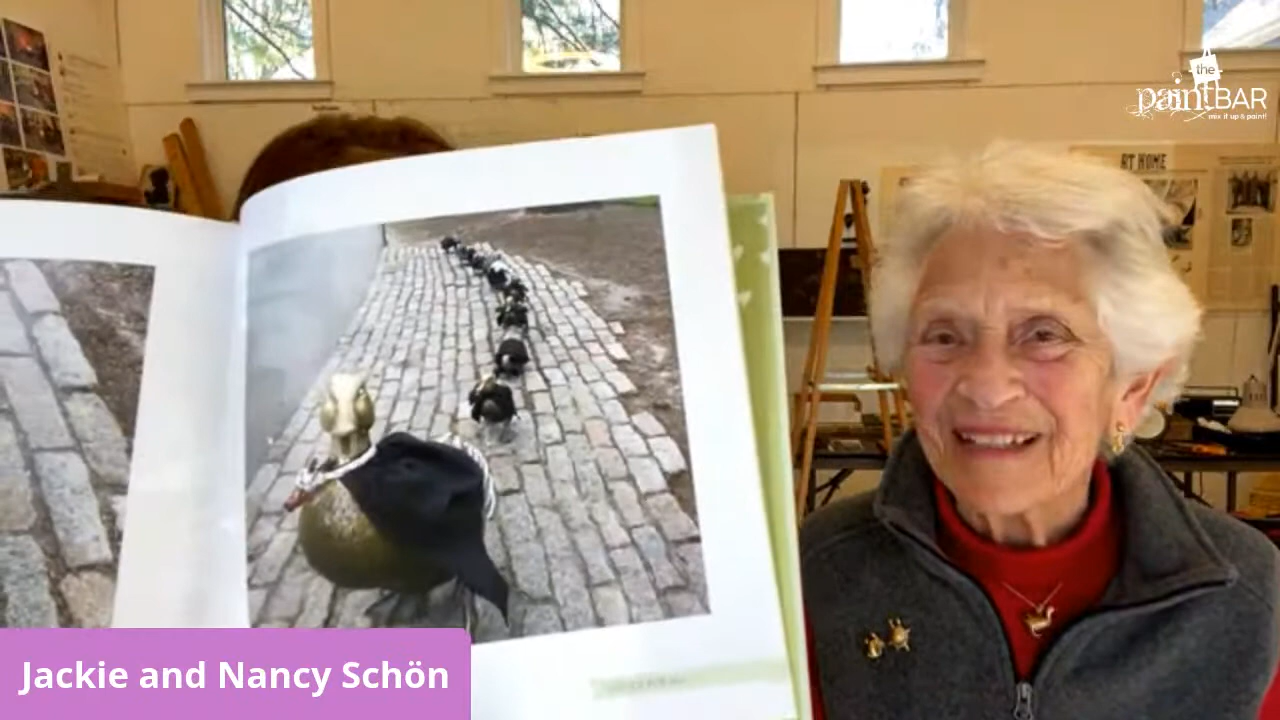 the
paintBAR
mix it up & paint!
AT HOME
Jackie and Nancy Schön